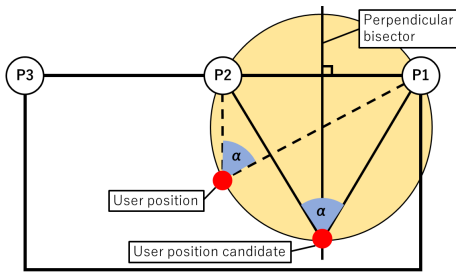 Perpendicular
bisector
P3
P2
P1
α
User position
α
User position candidate